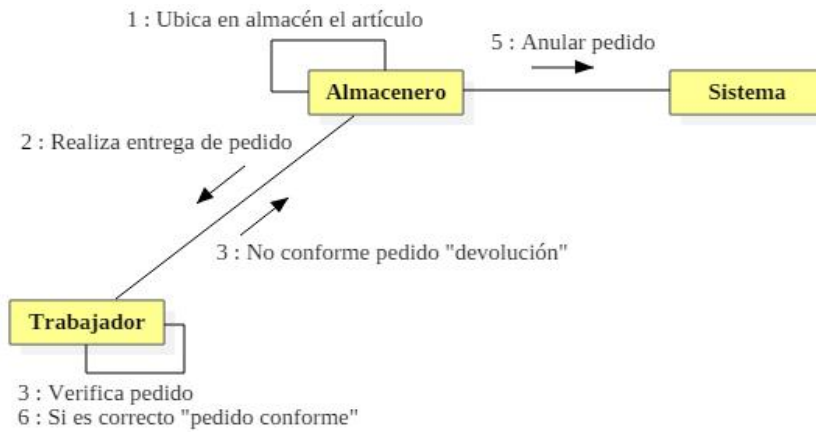 1 : Ubica en almacén el artículo
5 : Anular pedido
Almacenero
Sistema
2 : Realiza entrega de pedido
3 : No conforme pedido "devolución"
Trabajador
3 : Verifica pedido
6 : Si es correcto "pedido conforme"